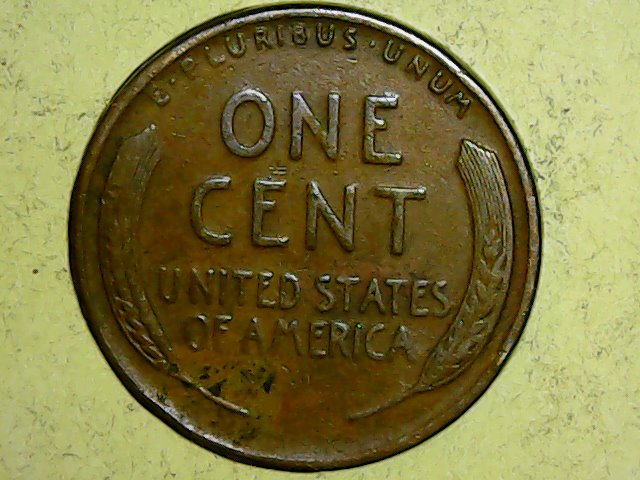 E·PLURIBUS·UNUM
ONE
CENT
UNITED STATES
OF AMERICA